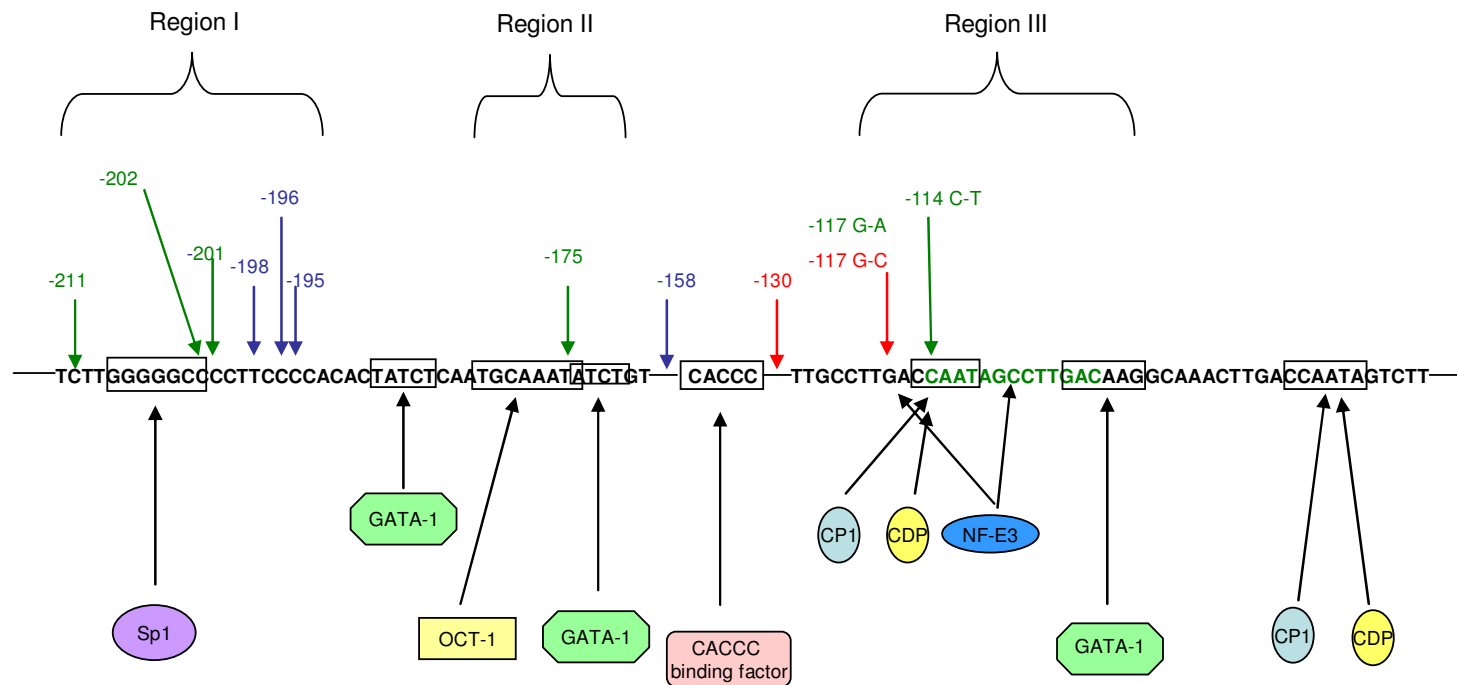 Region I
Region II
Region III
-202
-196
-114 C-T
-117 G-A
-201
-175
-117 G-C
-198
-211
-195
-158
-130
TCTTGGGGGCCCCTTCCCCACACTATCTCAATGCAAATATCTGT
CACCC
TTGCCTTGACCAATAGCCTTGACAAGGCAAACTTGACCAATAGTCTT
GATA-1
CP1
CDP
NF-E3
Sp1
OCT-1
GATA-1
CACCC
binding factor
GATA-1
CP1
CDP